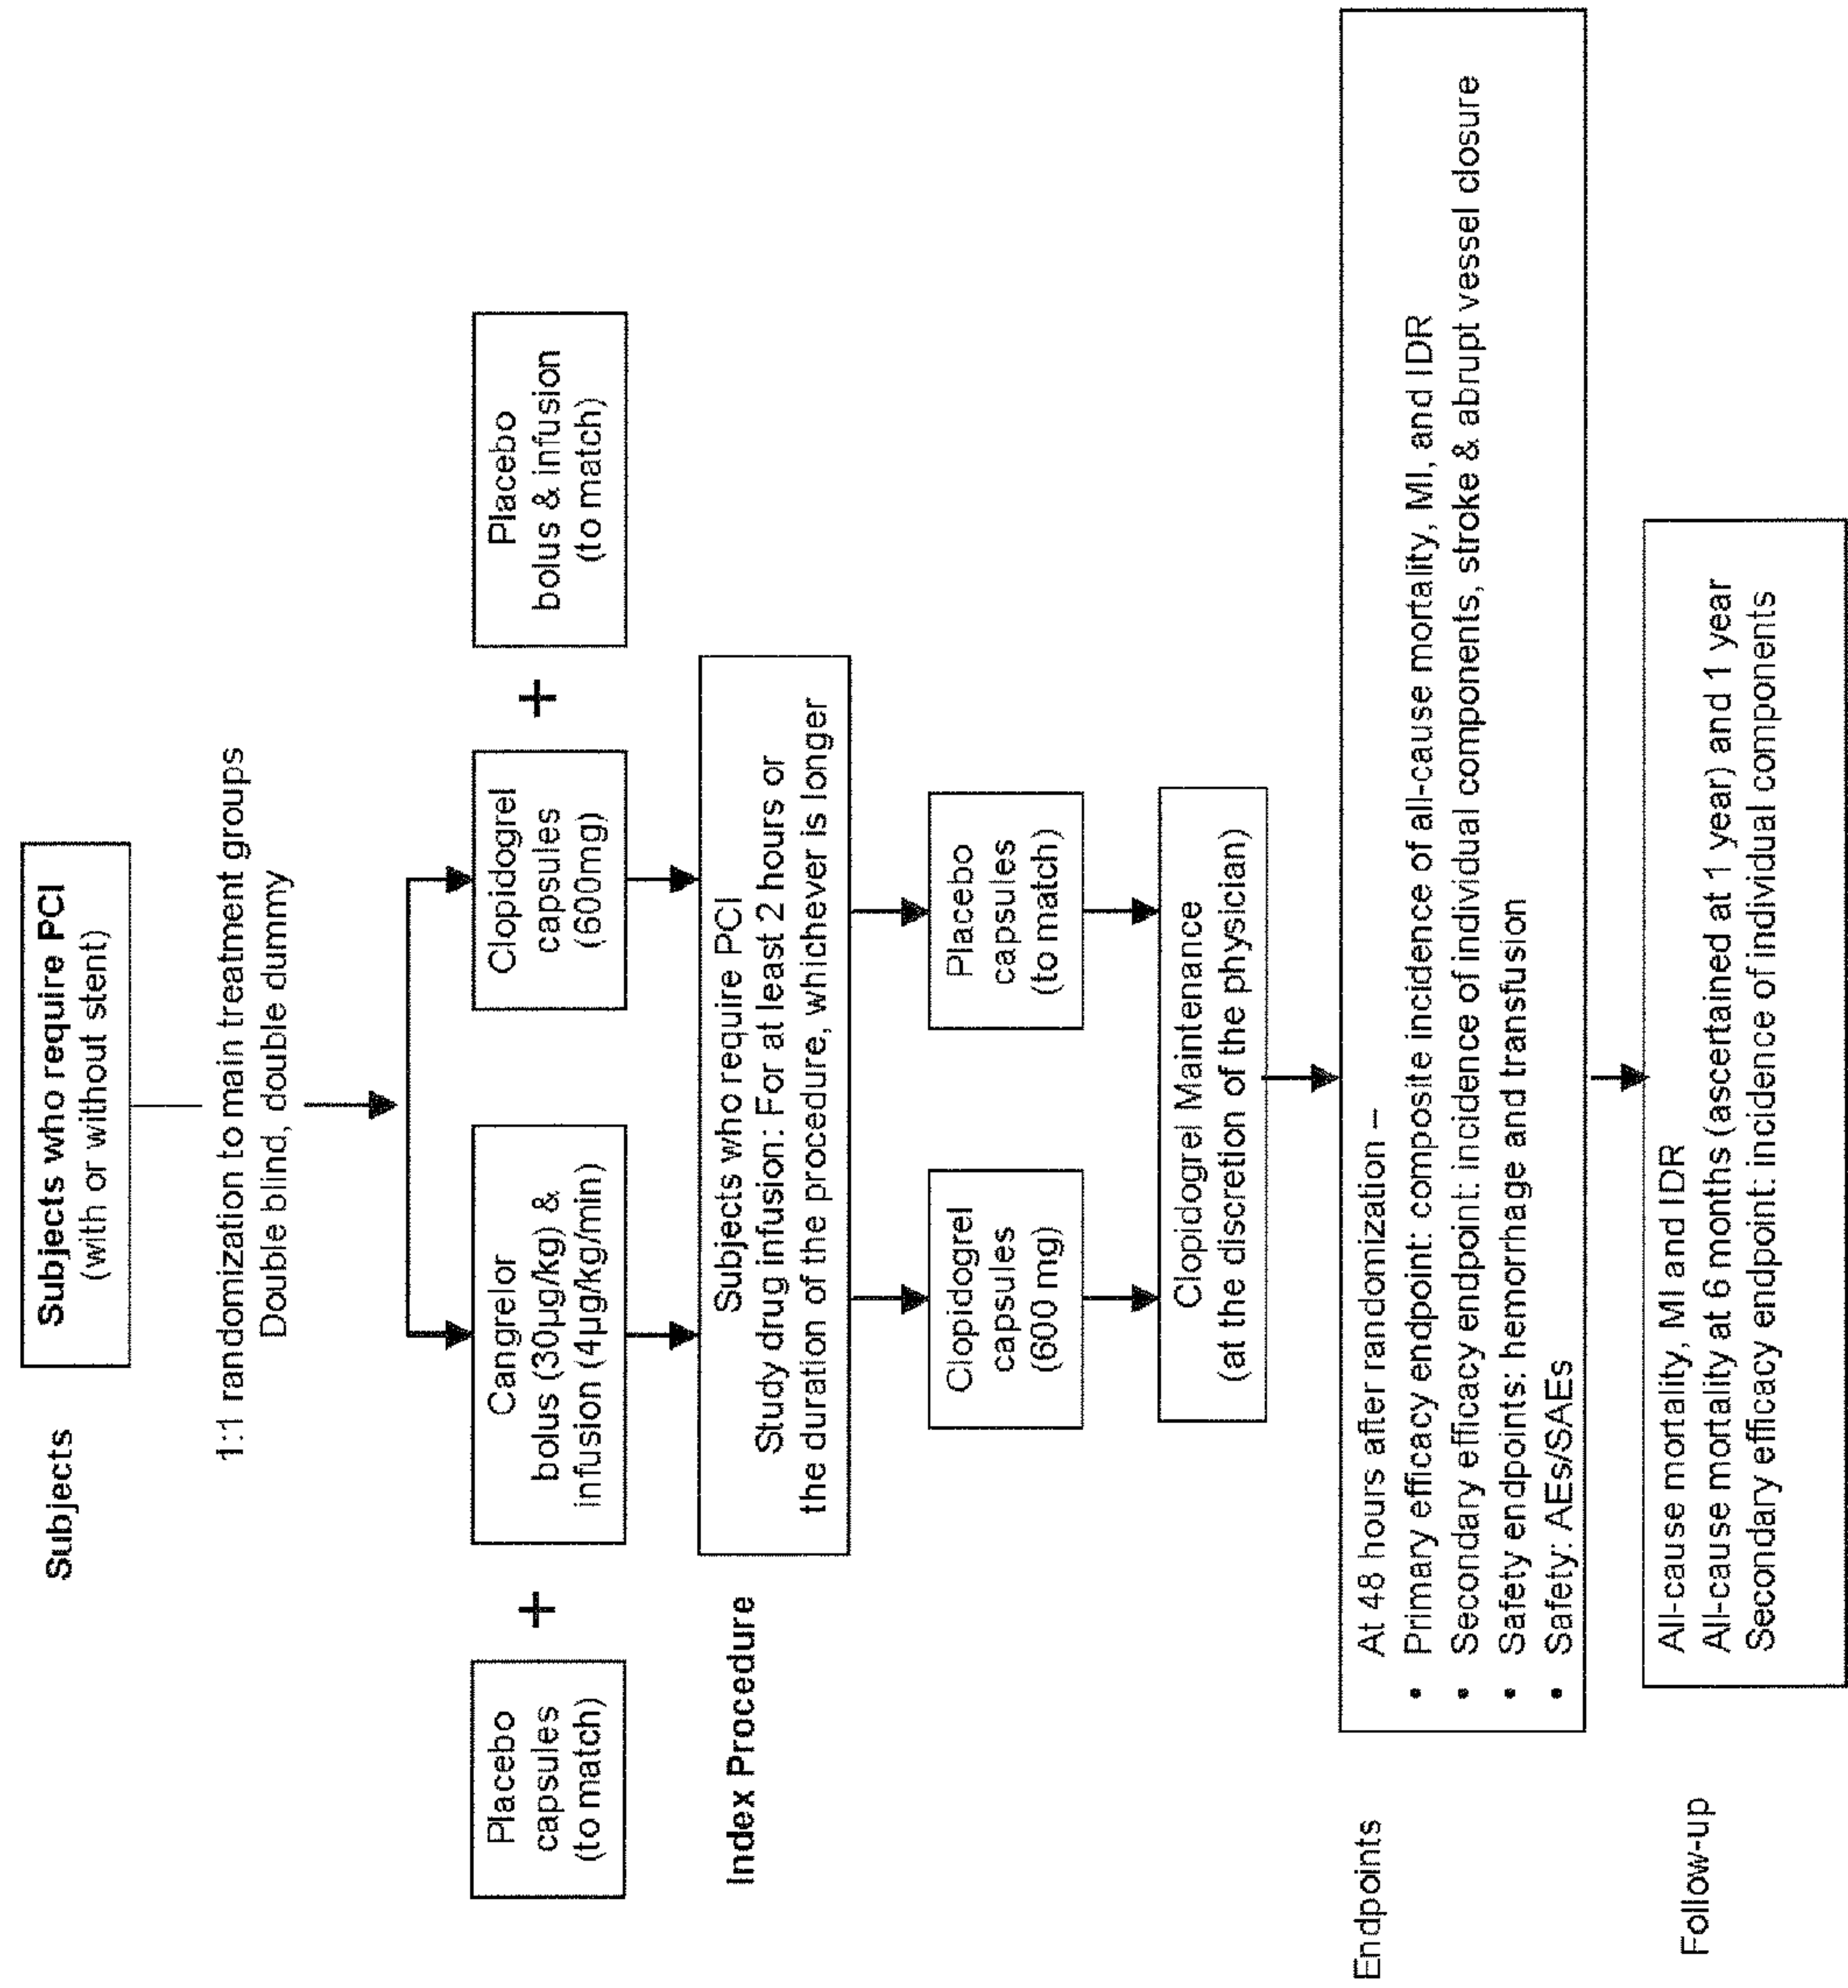 Subjects
Subjects who require PCI
(with or without stent)
1:1 randomization to main treatment groups
Double blind, double dummy
Placebo
capsules
(to match)
+
Cangrelor
bolus (30µg/kg) &
infusion (4µg/kg/min)
Clopidogrel
capsules
(600mg)
+
Placebo
bolus & infusion
(to match)
Index Procedure
Subjects who require PCI
Study drug infusion: For at least 2 hours or
the duration of the procedure, whichever is longer
Clopidogrel
capsules
(600 mg)
Placebo
capsules
(to match)
Clopidogrel Maintenance
(at the discretion of the physician)
Endpoints
At 48 hours after randomization –
• Primary efficacy endpoint: composite incidence of all-cause mortality, MI, and IDR
• Secondary efficacy endpoint: incidence of individual components, stroke & abrupt vessel closure
• Safety endpoints: hemorrhage and transfusion
• Safety: AEs/SAEs
Follow-up
All-cause mortality, MI and IDR
All-cause mortality at 6 months (ascertained at 1 year) and 1 year
Secondary efficacy endpoint: incidence of individual components